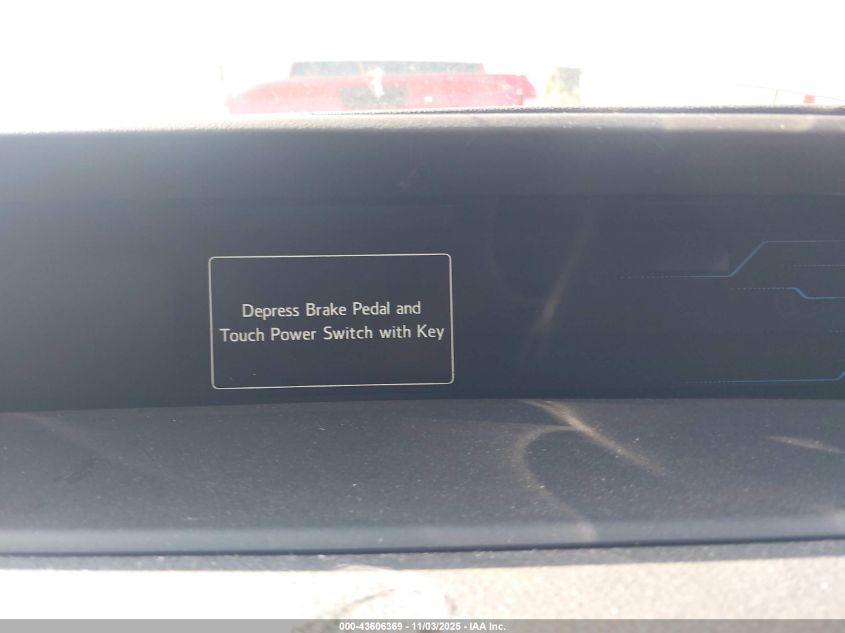 Depress Brake Pedal and
Touch Power Switch with Key
000-43606369 - 11/03/2025 - IAA Inc.